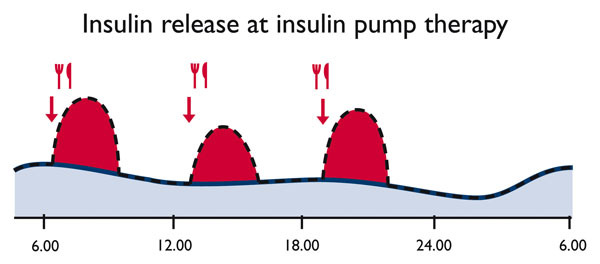 Insulin release at insulin pump therapy
6.00 12.00 18.00 24.00 6.00